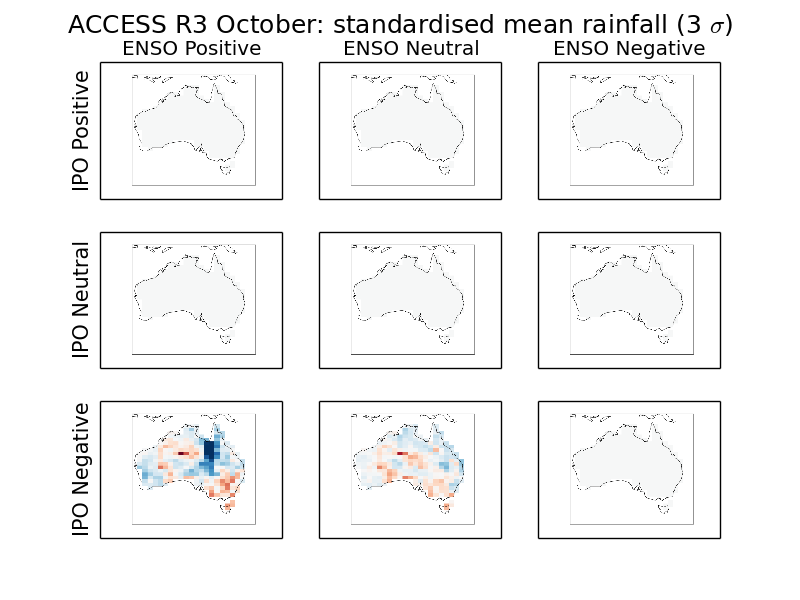 ACCESS R3 October: standardised mean rainfall (3 σ)
ENSO Positive ENSO Neutral ENSO Negative
IPO Positive
IPO Neutral
IPO Negative